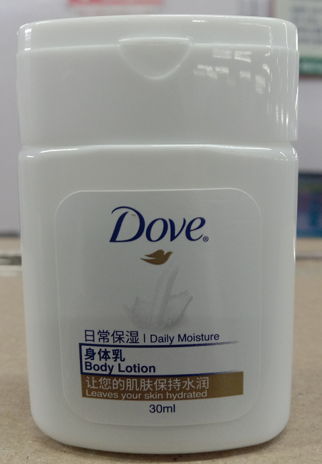 Dove®
日常保湿 | Daily Moisture
身体乳
Body Lotion
让您的肌肤保持水润
Leaves your skin hydrated
30ml